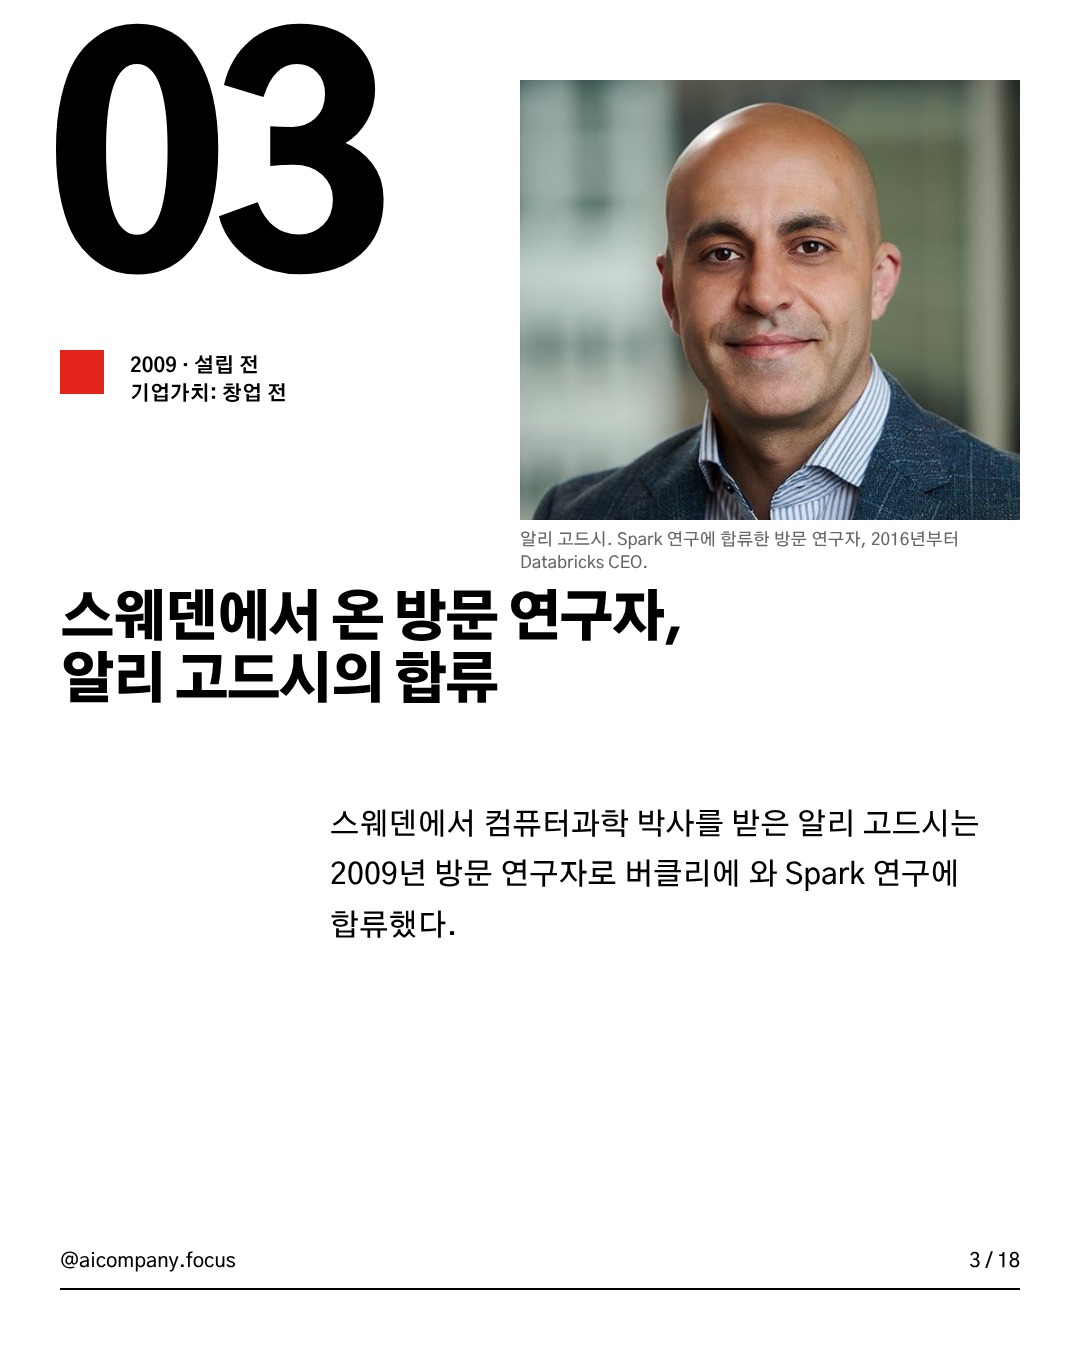 03
2009 · 설립 전
기업가치: 창업 전
알리 고드시. Spark 연구에 합류한 방문 연구자, 2016년부터
Databricks CEO.
스웨덴에서 온 방문 연구자,
알리 고드시의 합류
스웨덴에서 컴퓨터과학 박사를 받은 알리 고드시는
2009년 방문 연구자로 버클리에 와 Spark 연구에
합류했다.
@aicompany.focus
3 / 18